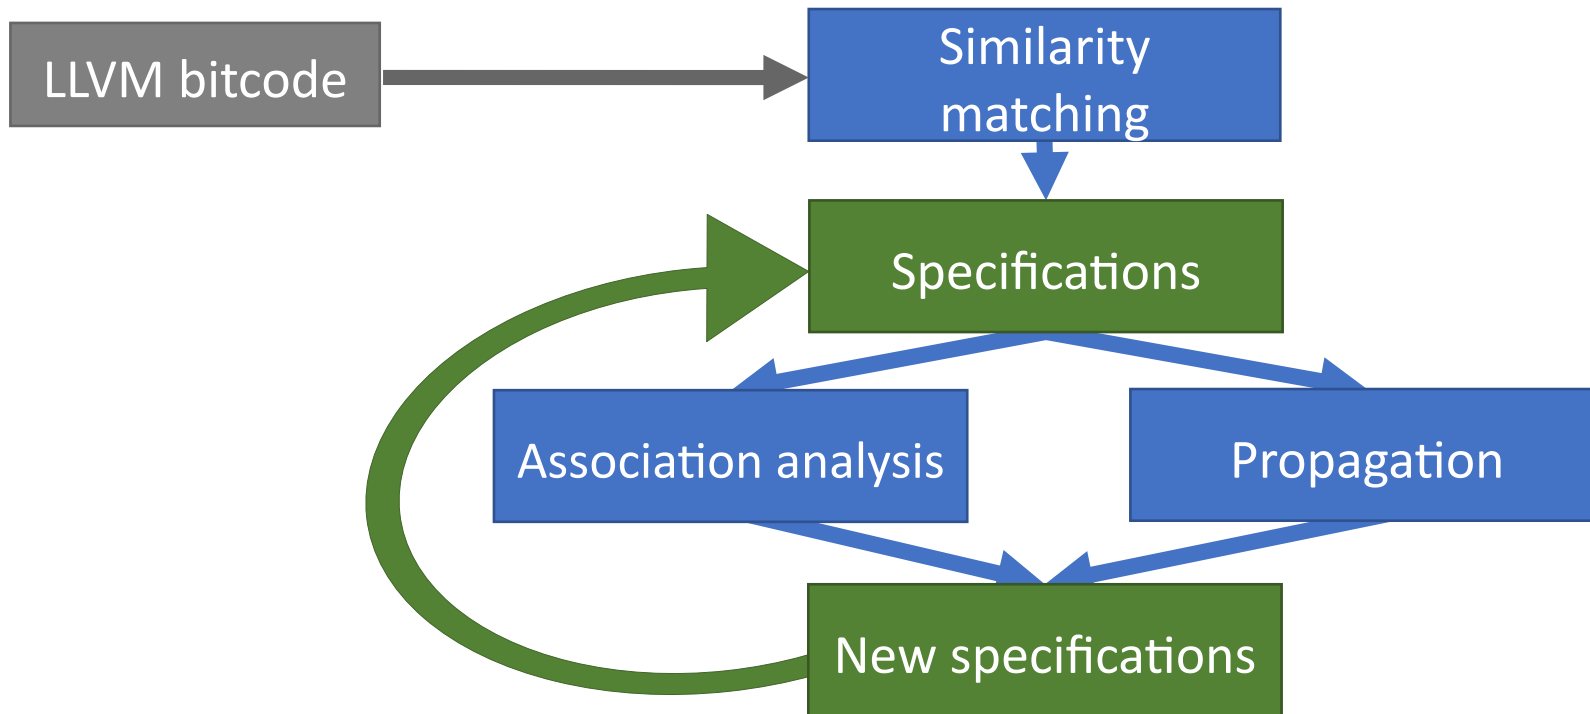 LLVM bitcode
Similarity
matching
Specifications
Association analysis
Propagation
New specifications